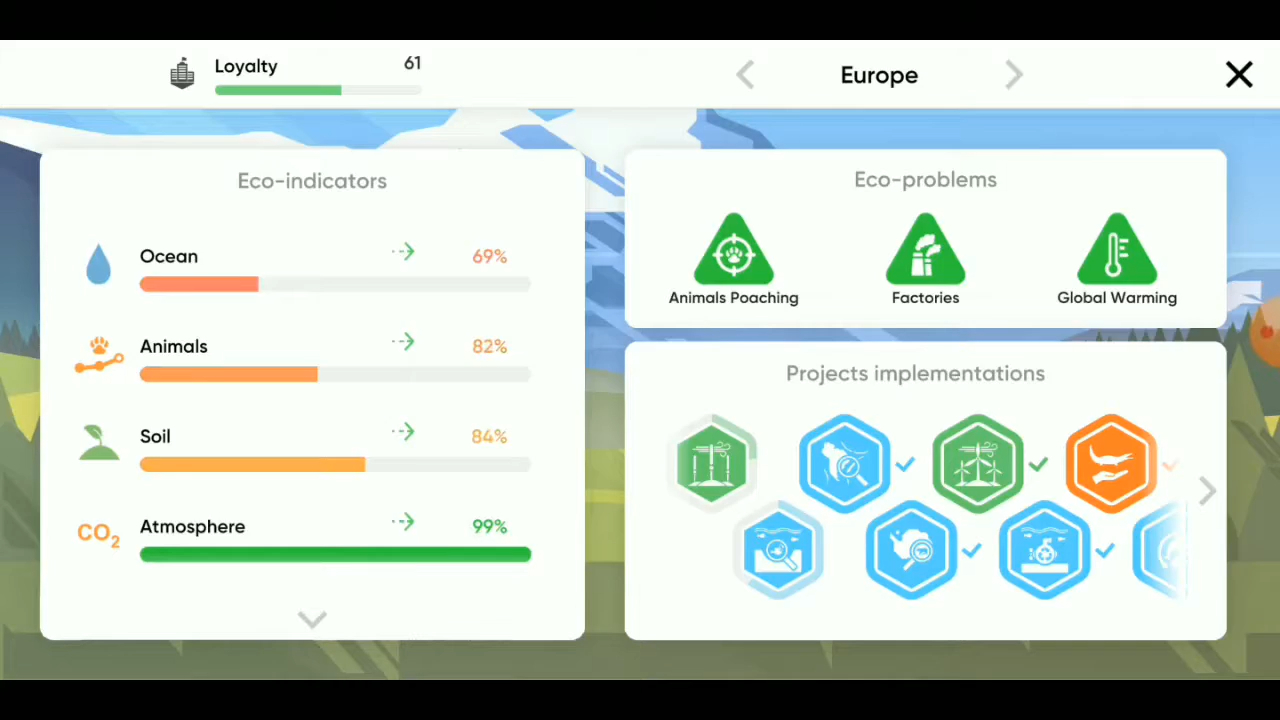 Loyalty 61
Europe
Eco-indicators
Ocean 69%
Animals 82%
Soil 84%
CO2 Atmosphere 99%
Eco-problems
Animals Poaching Factories Global Warming
Projects implementations